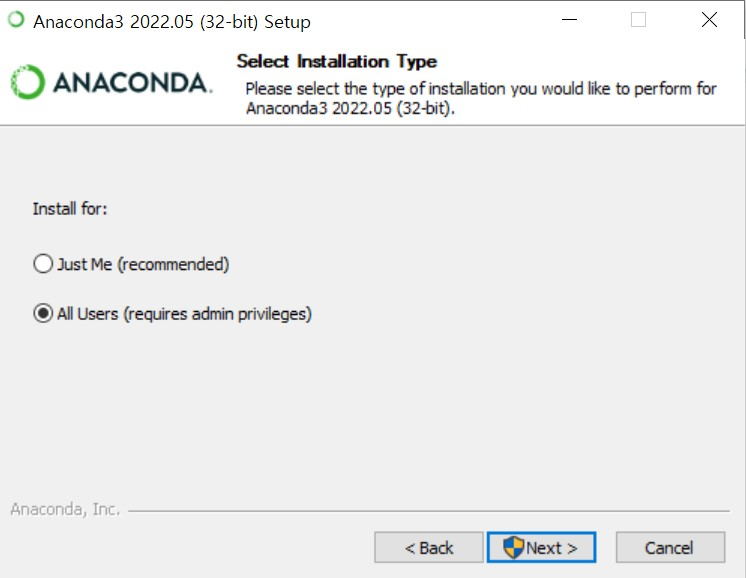 Anaconda3 2022.05 (32-bit) Setup
ANACONDA.
Select Installation Type
Please select the type of installation you would like to perform for
Anaconda3 2022.05 (32-bit).
Install for:
Just Me (recommended)
All Users (requires admin privileges)
Anaconda, Inc.
< Back
Next >
Cancel